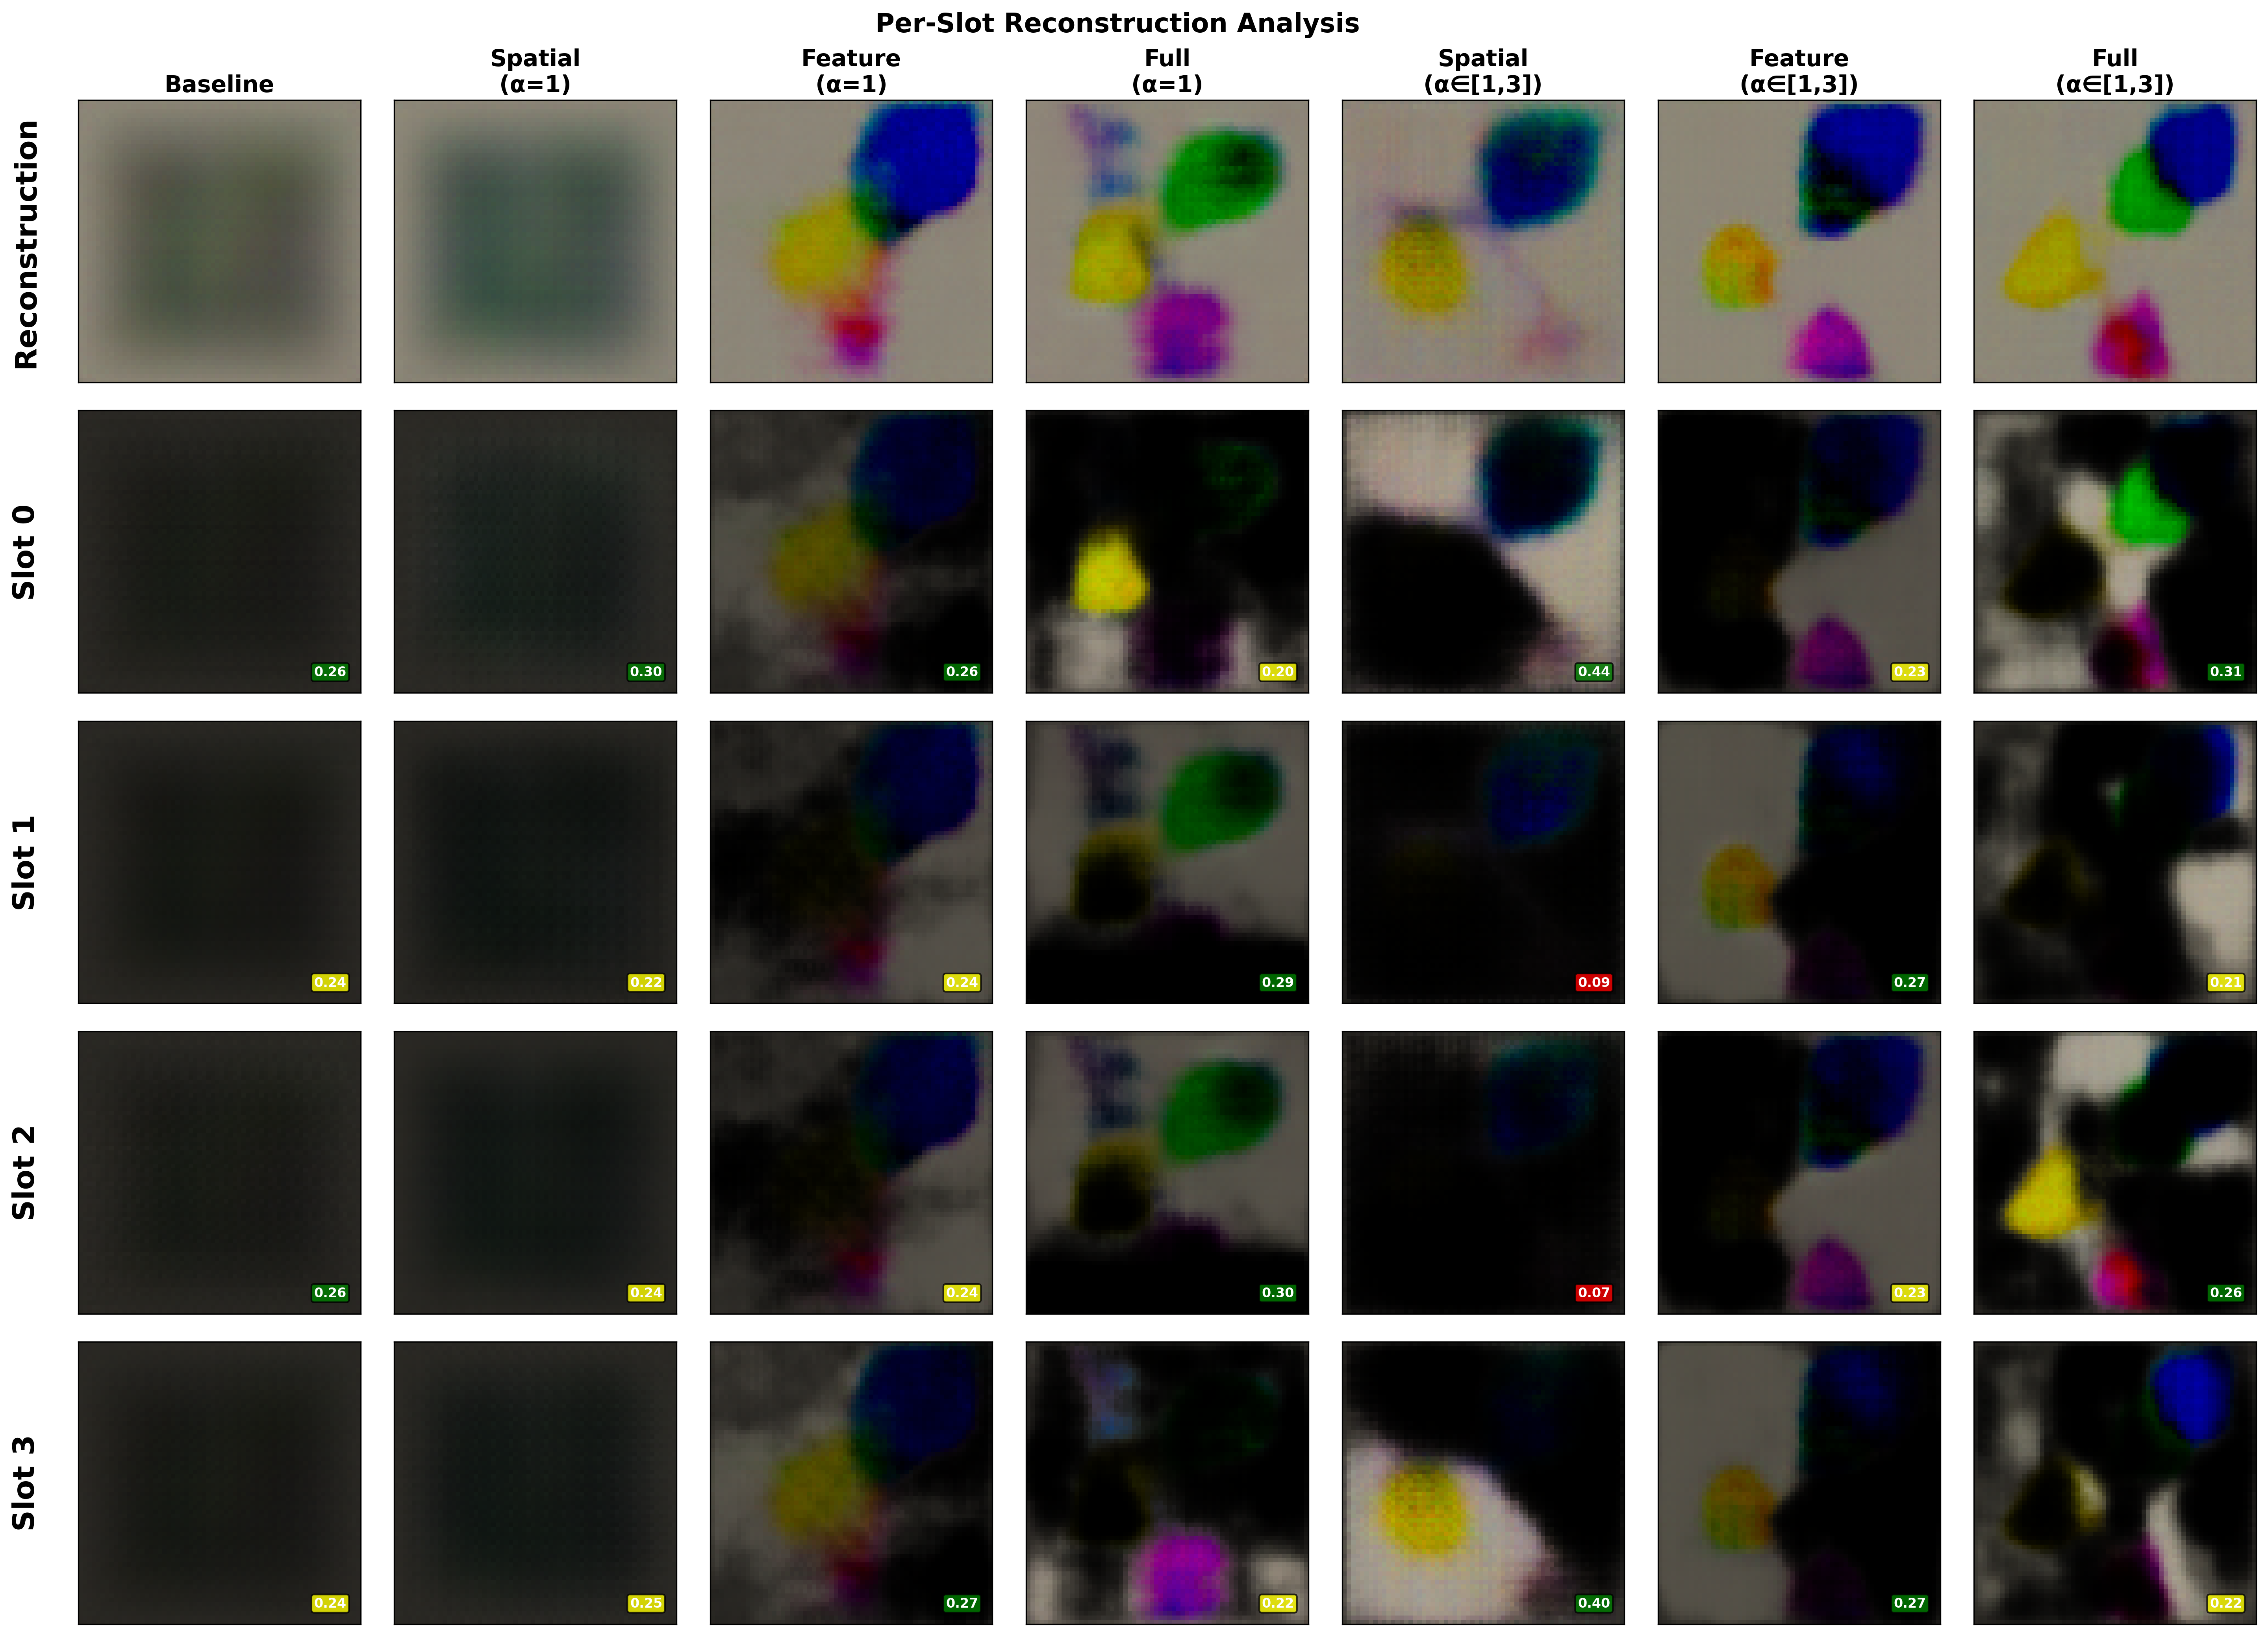 Per-Slot Reconstruction Analysis
Baseline
Spatial
(α=1)
Feature
(α=1)
Full
(α=1)
Spatial
(α∈[1,3])
Feature
(α∈[1,3])
Full
(α∈[1,3])
Reconstruction
Slot 0
0.26
0.30
0.26
0.20
0.44
0.23
0.31
Slot 1
0.24
0.22
0.24
0.29
0.09
0.27
0.21
Slot 2
0.26
0.24
0.24
0.30
0.07
0.23
0.26
Slot 3
0.24
0.25
0.27
0.22
0.40
0.27
0.22